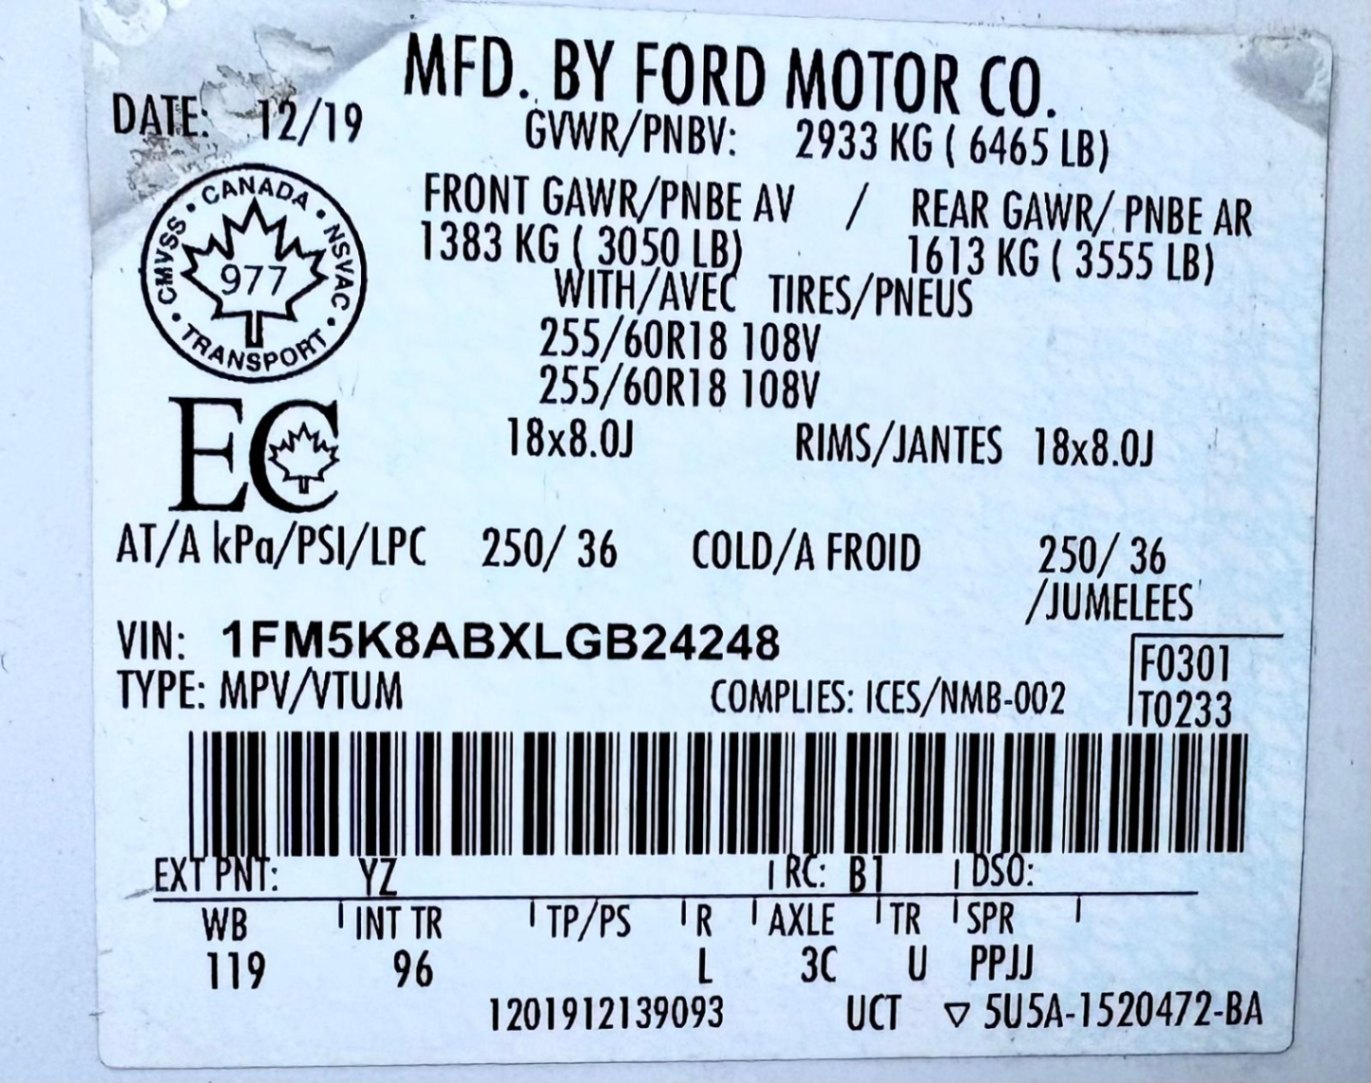 MFD. BY FORD MOTOR CO.
DATE: 12/19
GVWR/PNBV: 2933 KG ( 6465 LB)
FRONT GAWR/PNBE AV / REAR GAWR/ PNBE AR
1383 KG ( 3050 LB) 1613 KG ( 3555 LB)
WITH/AVEC TIRES/PNEUS
255/60R18 108V
255/60R18 108V
18x8.0J RIMS/JANTES 18x8.0J
CANADA • NSVAC • TRANSPORT • CMVSS •
977
EC
AT/A kPa/PSI/LPC 250/ 36 COLD/A FROID 250/ 36
/JUMELEES
VIN: 1FM5K8ABXLGB24248
F0301
TYPE: MPV/VTUM COMPLIES: ICES/NMB-002 T0233
EXT PNT: YZ RC: B1 DSO:
WB INT TR TP/PS R AXLE TR SPR
119 96 L 3C U PPJJ
1201912139093 UCT ▽ 5U5A-1520472-BA